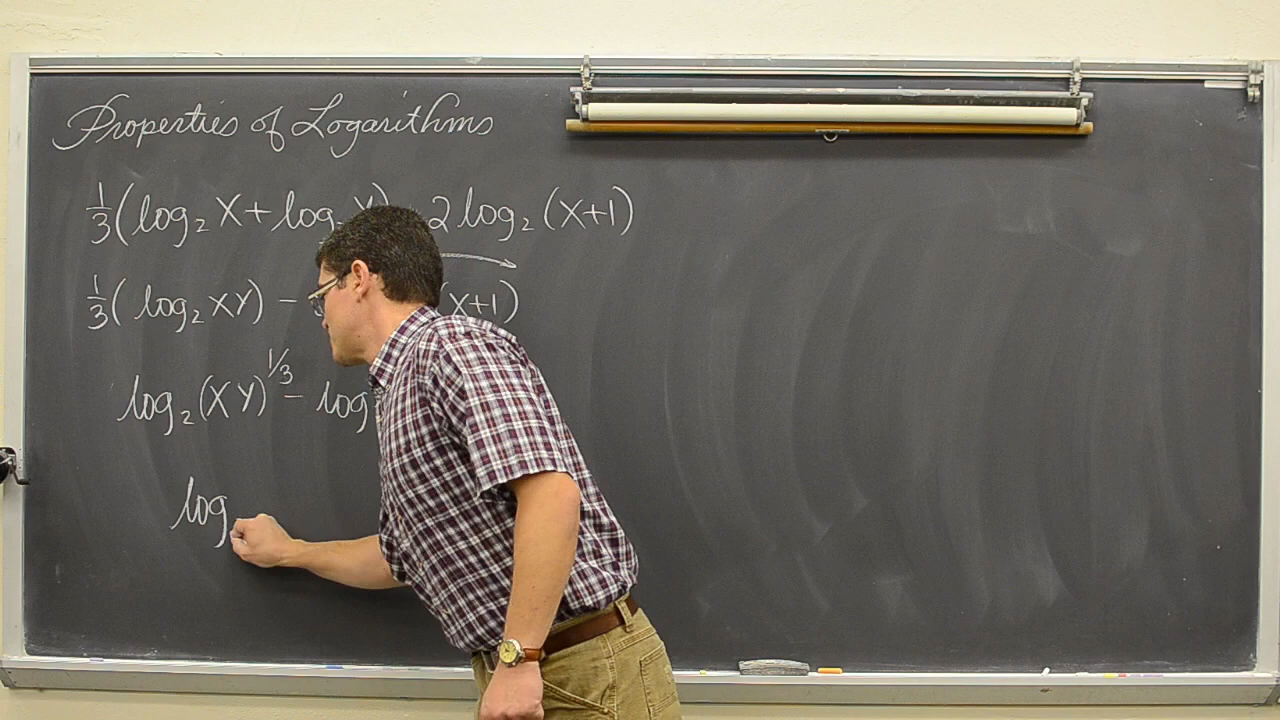 Properties of Logarithms
1/3(log₂ X + log Y) 2 log₂ (X+1)
1/3( log₂ XY) - (X+1)
log₂ (XY)^1/3 - log
log